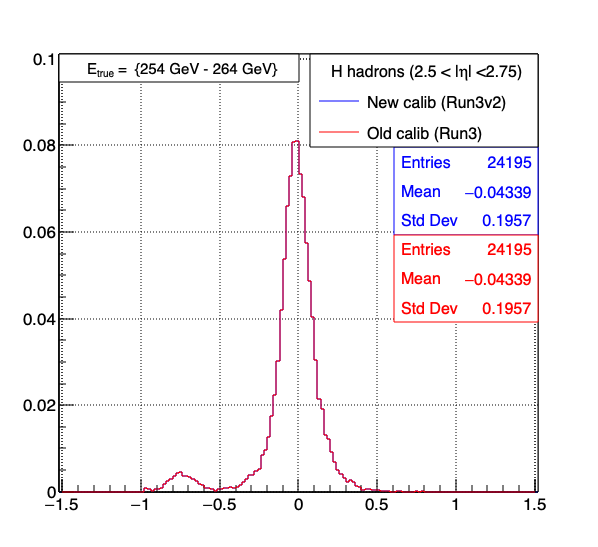 E_true = {254 GeV - 264 GeV}
H hadrons (2.5 < |η| <2.75)
New calib (Run3v2)
Old calib (Run3)
Entries 24195
Mean −0.04339
Std Dev 0.1957
Entries 24195
Mean −0.04339
Std Dev 0.1957
0.1
0.08
0.06
0.04
0.02
0
−1.5 −1 −0.5 0 0.5 1 1.5